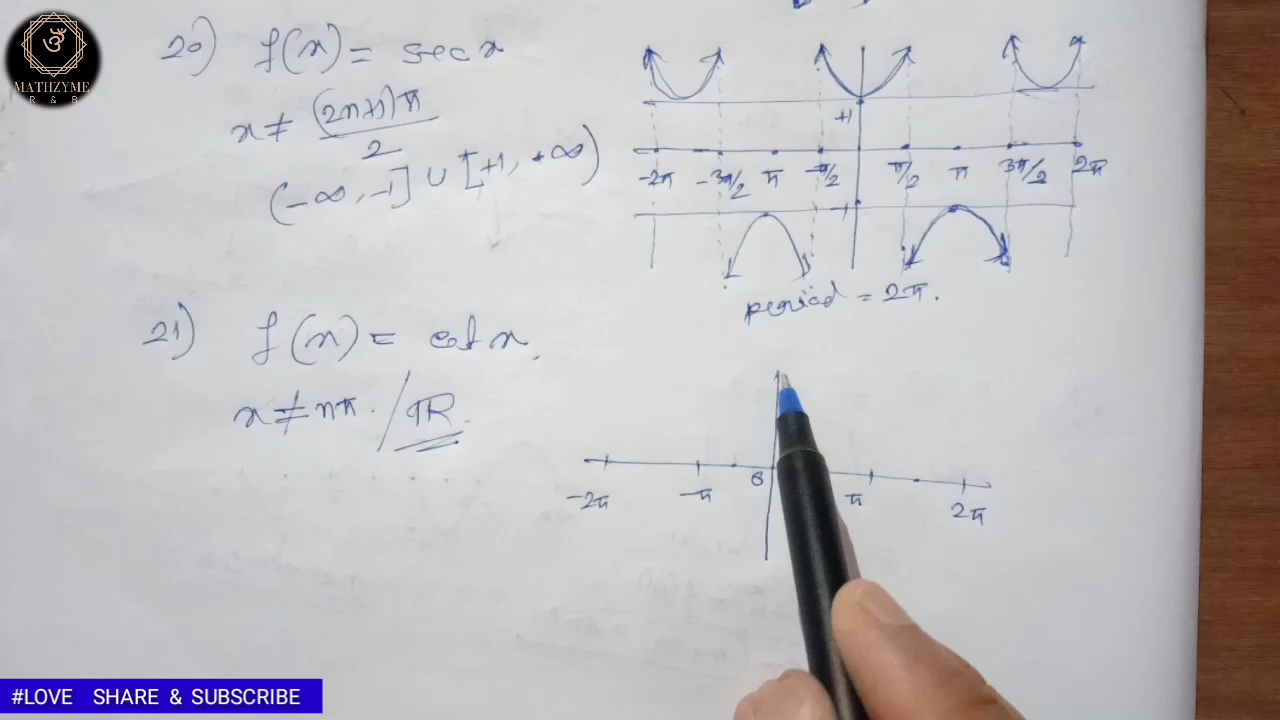 ॐ
MATHZYME
R & B
20) f(x) = sec x
x ≠ (2n+1)π
2
(-∞, -1] ∪ [+1, +∞)
+1
-2π -3π/2 π -π/2 π/2 π 3π/2 2π
-1
period = 2π.
21) f(x) = cot x,
x ≠ nπ. / R
-2π -π 0 π 2π
#LOVE SHARE & SUBSCRIBE